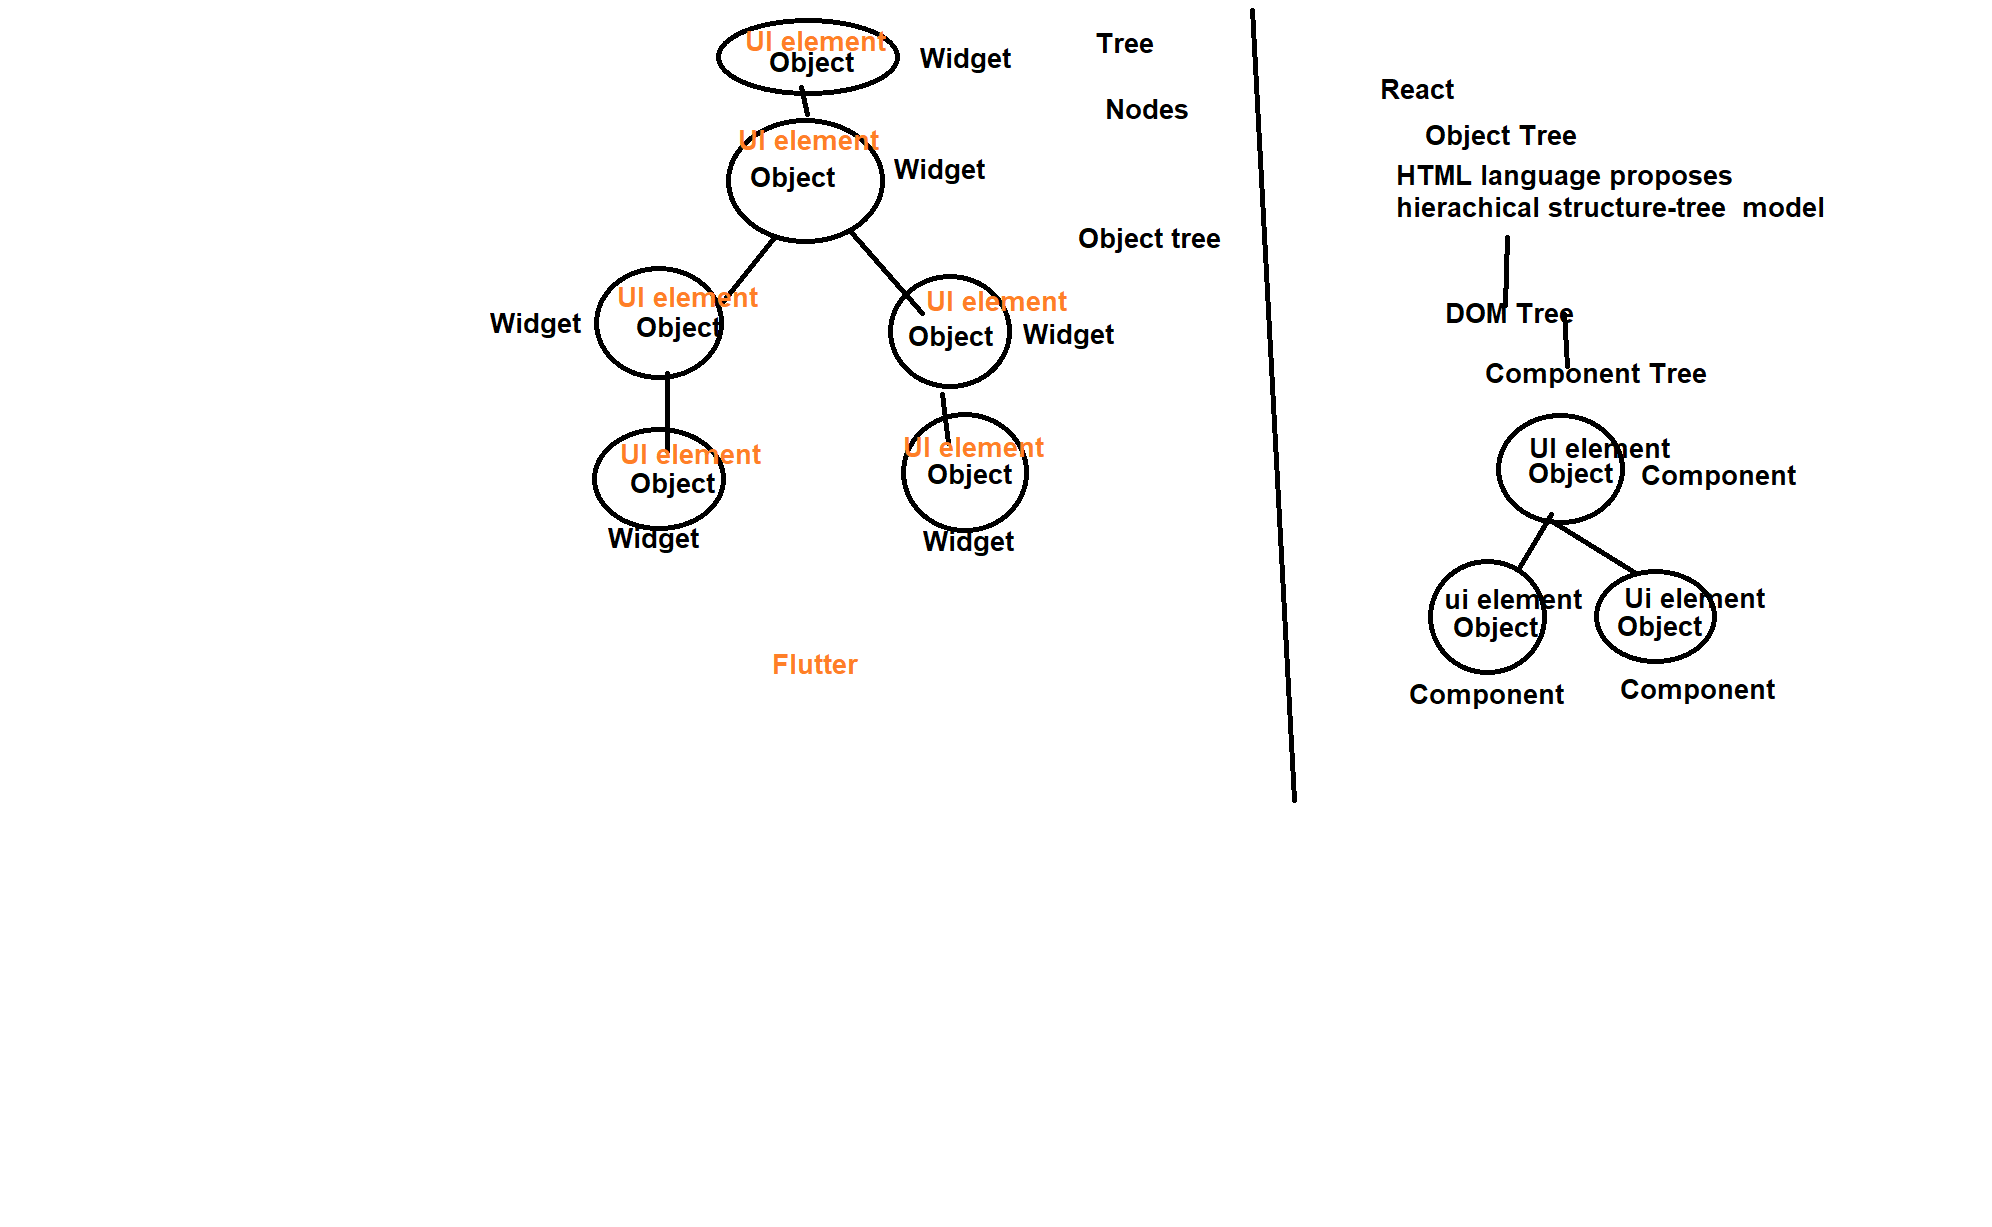 UI element
Object
Widget
Tree
Nodes
UI element
Object
Widget
Object tree
UI element
Object
Widget
UI element
Object
Widget
UI element
Object
Widget
UI element
Object
Widget
Flutter
React
Object Tree
HTML language proposes
hierachical structure-tree  model
DOM Tree
Component Tree
UI element
Object
Component
ui element
Object
Component
Ui element
Object
Component